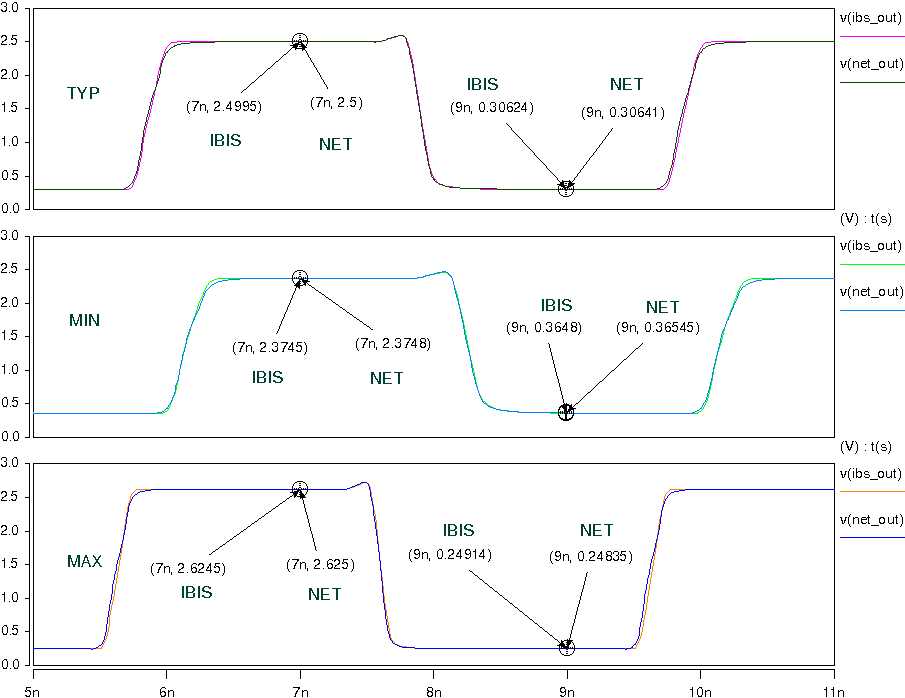 3.0
v(ibs_out)
2.5
v(net_out)
2.0
TYP
IBIS
NET
(7n, 2.4995)
(7n, 2.5)
(9n, 0.30624)
(9n, 0.30641)
1.5
IBIS
NET
1.0
0.5
0.0
(V) : t(s)
3.0
v(ibs_out)
2.5
v(net_out)
2.0
MIN
IBIS
NET
(9n, 0.3648)
(9n, 0.36545)
1.5
(7n, 2.3745)
(7n, 2.3748)
IBIS
NET
1.0
0.5
0.0
(V) : t(s)
3.0
v(ibs_out)
2.5
v(net_out)
2.0
IBIS
NET
(9n, 0.24914)
(9n, 0.24835)
1.5
MAX
(7n, 2.6245)
(7n, 2.625)
IBIS
NET
1.0
0.5
0.0
5n
6n
7n
8n
9n
10n
11n